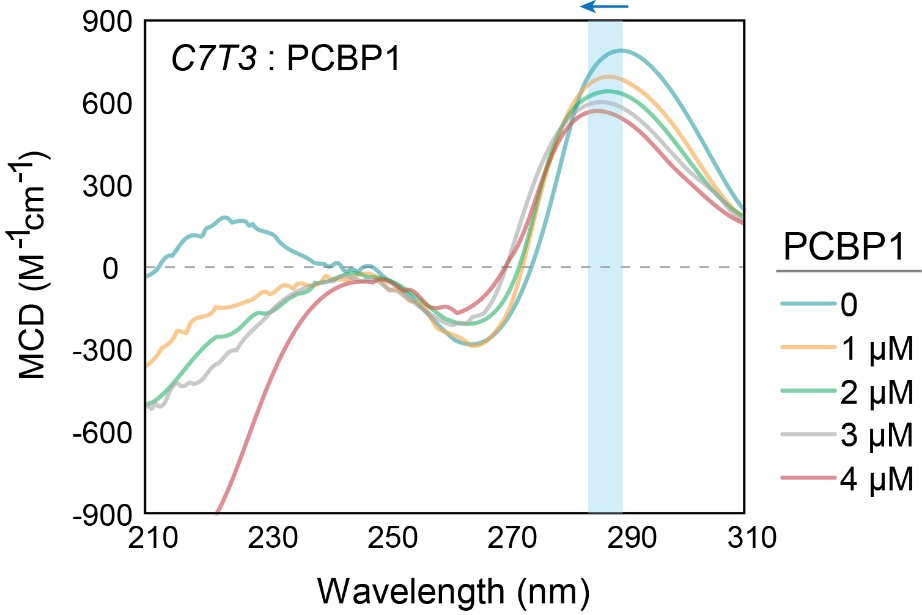 C7T3 : PCBP1
900
600
300
0
-300
-600
-900
MCD (M⁻¹cm⁻¹)
210 230 250 270 290 310
Wavelength (nm)
PCBP1
0
1 µM
2 µM
3 µM
4 µM